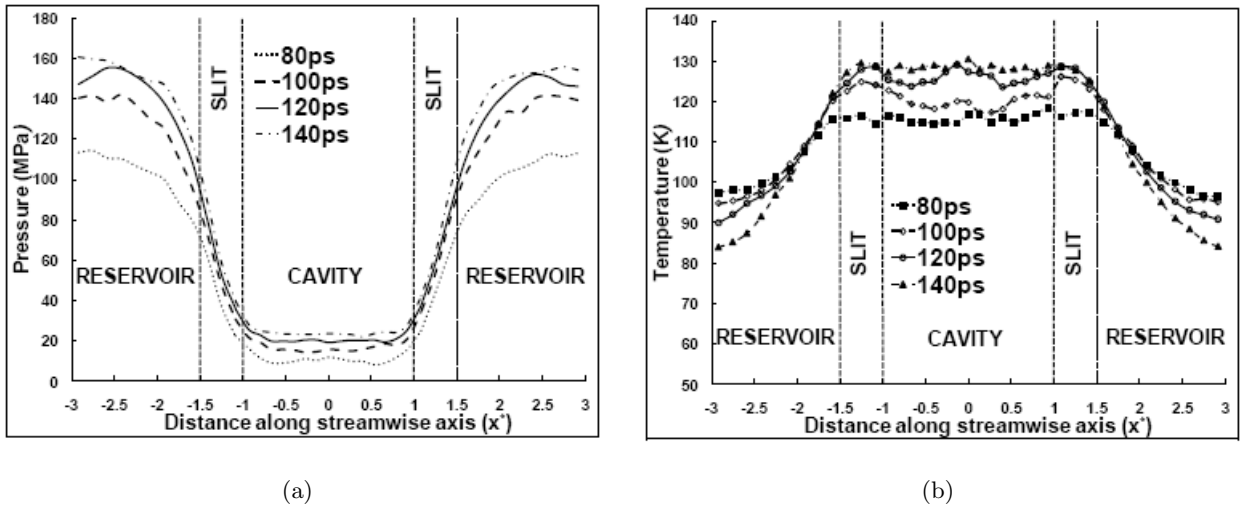 180
160
140
120
100
80
60
40
20
0
Pressure (MPa)
80ps
100ps
120ps
140ps
SLIT
SLIT
RESERVOIR
CAVITY
RESERVOIR
-3 -2.5 -2 -1.5 -1 -0.5 0 0.5 1 1.5 2 2.5 3
Distance along streamwise axis (x*)
(a)
140
130
120
110
100
90
80
70
60
50
Temperature (K)
SLIT
SLIT
80ps
100ps
120ps
140ps
RESERVOIR
CAVITY
RESERVOIR
-3 -2.5 -2 -1.5 -1 -0.5 0 0.5 1 1.5 2 2.5 3
Distance along streamwise axis (x*)
(b)